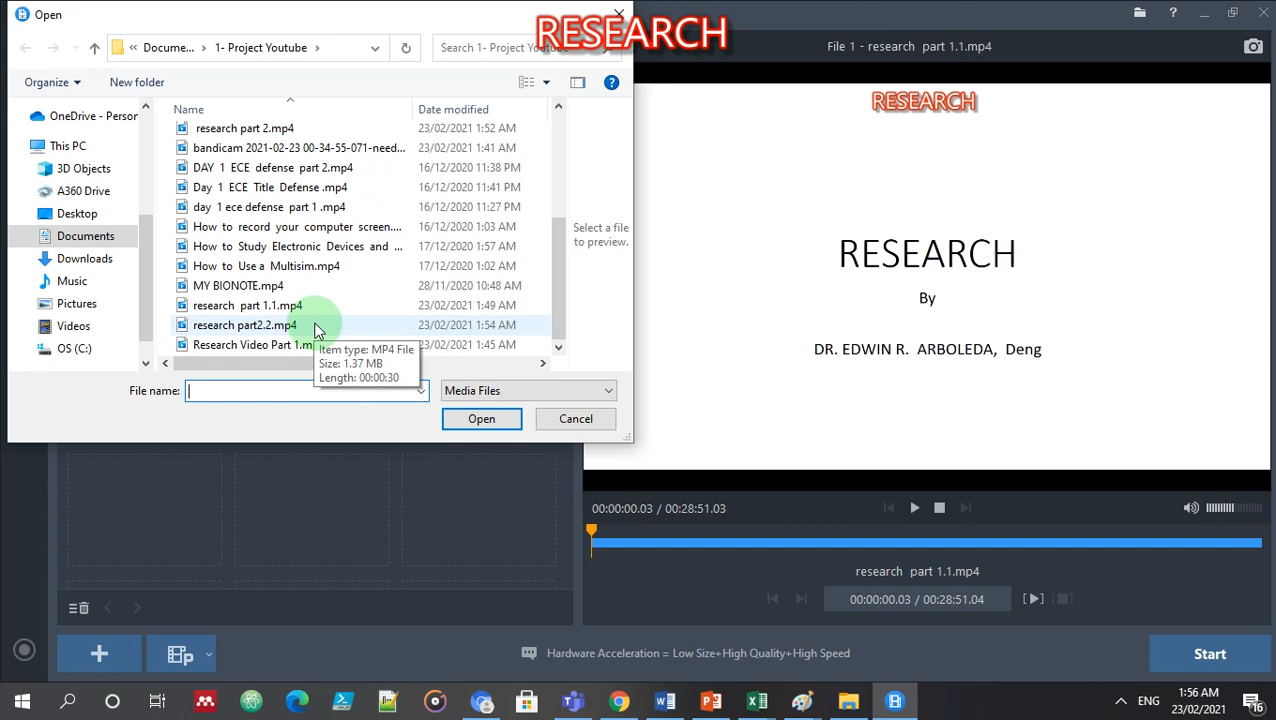 Open
RESEARCH
File 1 - research part 1.1.mp4
« Docume... › 1- Project Youtube ›
Search 1- Project Youtube
Organize
New folder
Name
Date modified
OneDrive - Person
This PC
3D Objects
A360 Drive
Desktop
Documents
Downloads
Music
Pictures
Videos
OS (C:)
research part 2.mp4 23/02/2021 1:52 AM
bandicam 2021-02-23 00-34-55-071-need... 23/02/2021 1:41 AM
DAY 1 ECE defense part 2.mp4 16/12/2020 11:38 PM
Day 1 ECE Title Defense .mp4 16/12/2020 11:41 PM
day 1 ece defense part 1 .mp4 16/12/2020 11:27 PM
How to record your computer screen.... 16/12/2020 1:03 AM
How to Study Electronic Devices and ... 17/12/2020 1:57 AM
How to Use a Multisim.mp4 17/12/2020 1:02 AM
MY BIONOTE.mp4 28/11/2020 10:48 AM
research part 1.1.mp4 23/02/2021 1:49 AM
research part2.2.mp4 23/02/2021 1:54 AM
Research Video Part 1.m 23/02/2021 1:45 AM
Item type: MP4 File
Size: 1.37 MB
Length: 00:00:30
Select a file
to preview.
File name:
Media Files
Open
Cancel
RESEARCH
RESEARCH
By
DR. EDWIN R. ARBOLEDA, Deng
00:00:00.03 / 00:28:51.03
research part 1.1.mp4
00:00:00.03 / 00:28:51.04
Hardware Acceleration = Low Size+High Quality+High Speed
Start
ENG
1:56 AM
23/02/2021
16